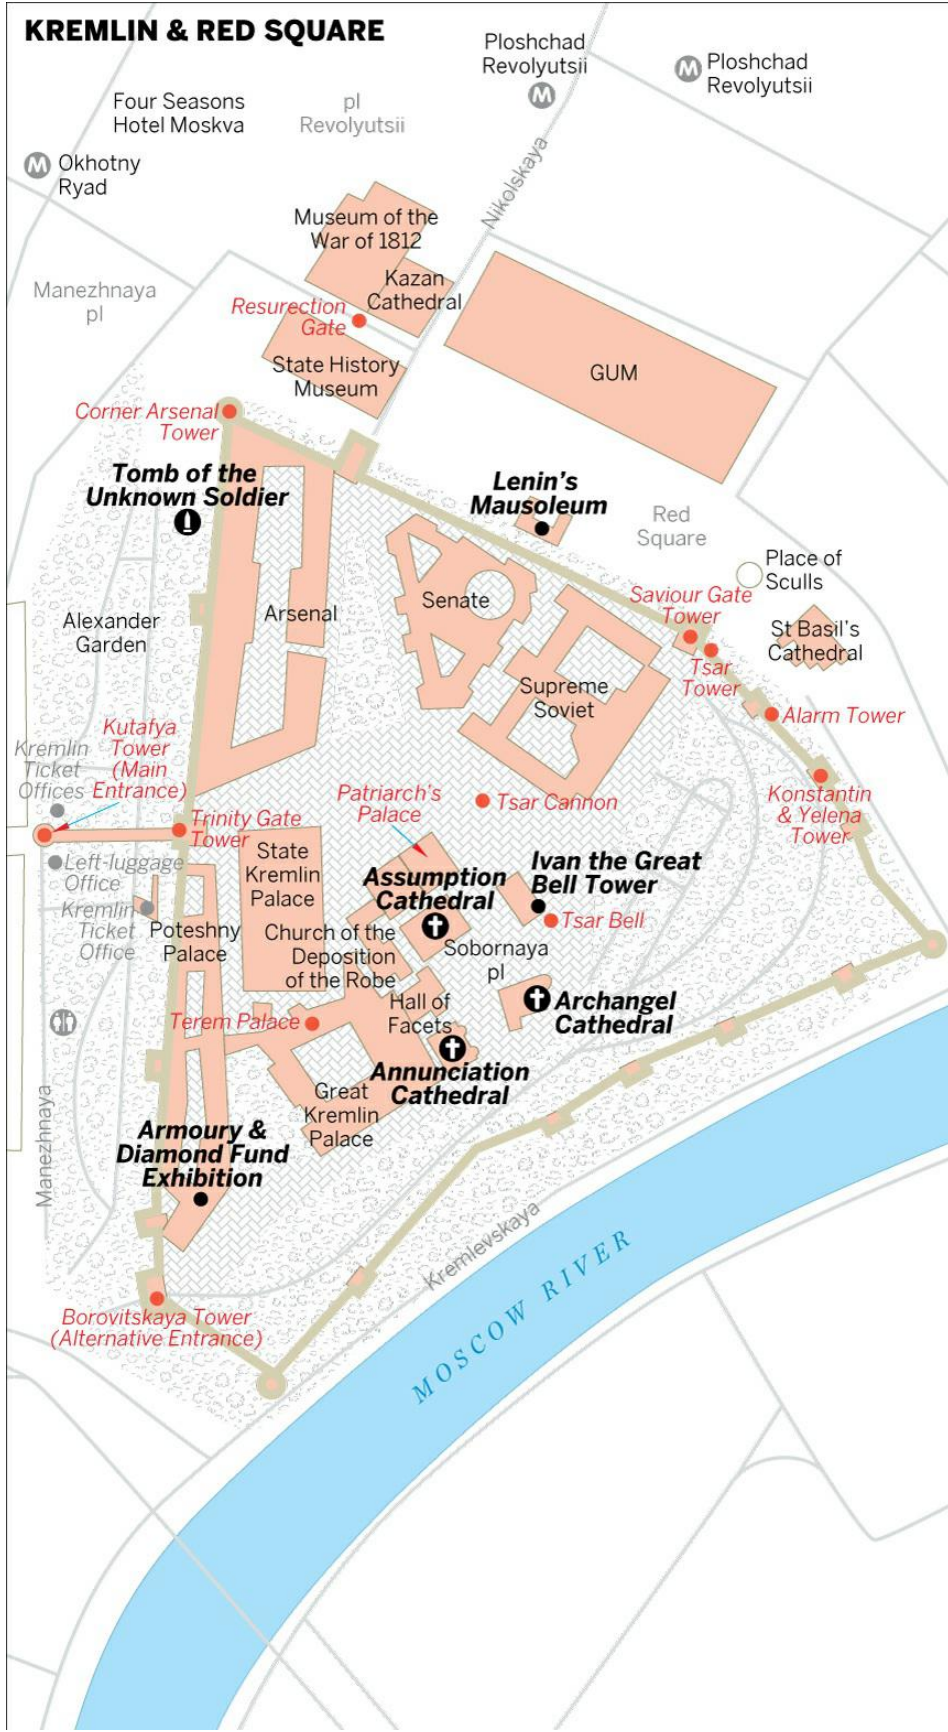 KREMLIN & RED SQUARE
Ploshchad
Revolyutsii
M
M
Ploshchad
Revolyutsii
Four Seasons
Hotel Moskva
pl
Revolyutsii
M
Okhotny
Ryad
Nikolskaya
Museum of the
War of 1812
Kazan
Cathedral
Manezhnaya
pl
Resurection
Gate
State History
Museum
GUM
Corner Arsenal
Tower
Tomb of the
Unknown Soldier
Lenin's
Mausoleum
Red
Square
Place of
Sculls
Saviour Gate
Tower
St Basil's
Cathedral
Arsenal
Senate
Alexander
Garden
Tsar
Tower
Supreme
Soviet
Alarm Tower
Kutafya
Tower
(Main
Entrance)
Kremlin
Ticket
Offices
Patriarch's
Palace
Tsar Cannon
Konstantin
& Yelena
Tower
Trinity Gate
Tower
State
Kremlin
Palace
Left-luggage
Office
Assumption
Cathedral
Ivan the Great
Bell Tower
Kremlin
Ticket
Office
Poteshny
Palace
Church of the
Deposition
of the Robe
Tsar Bell
Sobornaya
pl
Hall of
Facets
Archangel
Cathedral
Terem Palace
Annunciation
Cathedral
Great
Kremlin
Palace
Manezhnaya
Armoury &
Diamond Fund
Exhibition
Kremlevskaya
MOSCOW RIVER
Borovitskaya Tower
(Alternative Entrance)